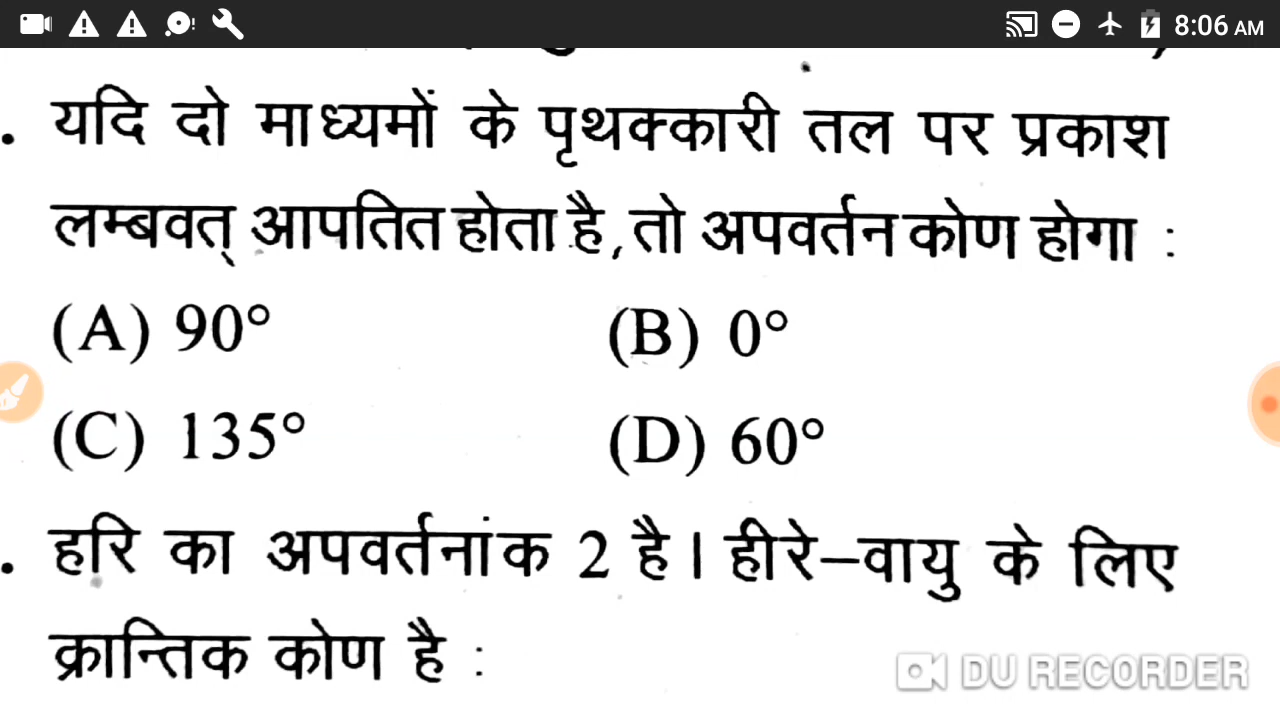 8:06 AM
. यदि दो माध्यमों के पृथक्कारी तल पर प्रकाश
लम्बवत् आपतित होता है, तो अपवर्तन कोण होगा :
(A) 90° (B) 0°
(C) 135° (D) 60°
. हरि का अपवर्तनांक 2 है। हीरे–वायु के लिए
क्रान्तिक कोण है :
DU RECORDER